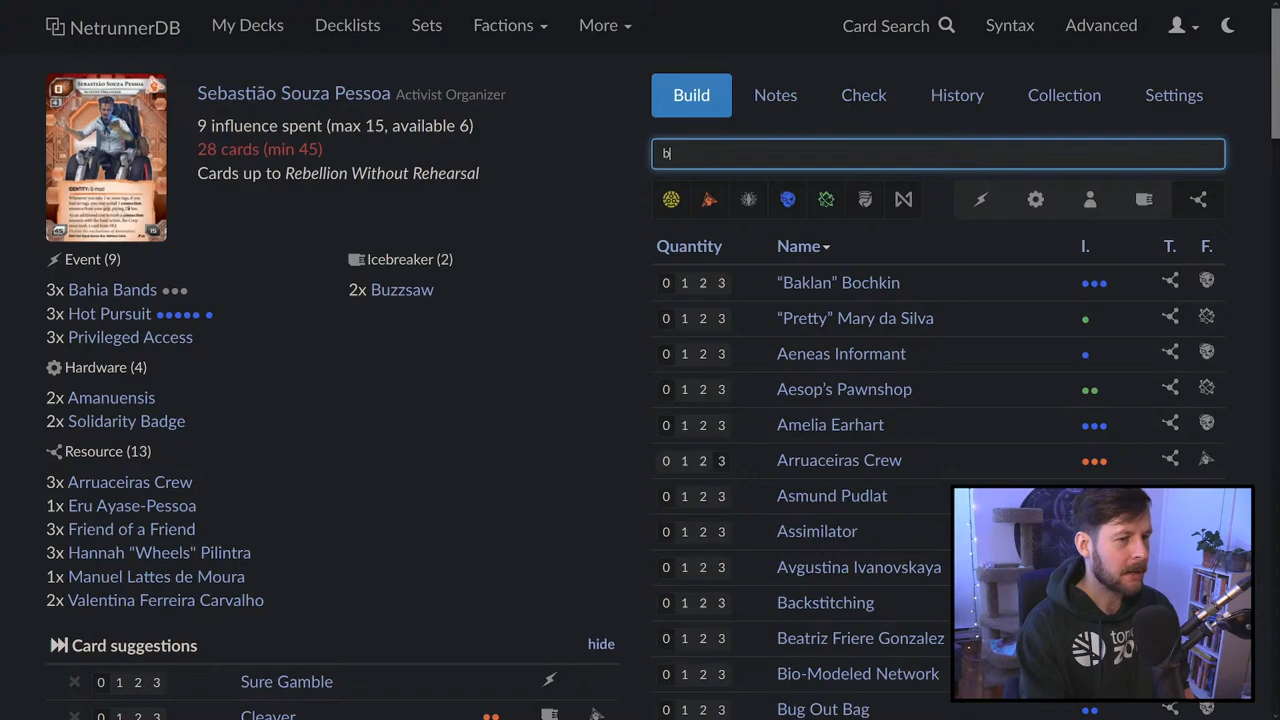 NetrunnerDB My Decks Decklists Sets Factions More Card Search Syntax Advanced
SEBASTIÃO SOUZA PESSOA
Sebastião Souza Pessoa Activist Organizer
9 influence spent (max 15, available 6)
28 cards (min 45)
Cards up to Rebellion Without Rehearsal
Event (9)
3x Bahia Bands
3x Hot Pursuit
3x Privileged Access
Hardware (4)
2x Amanuensis
2x Solidarity Badge
Resource (13)
3x Arruaceiras Crew
1x Eru Ayase-Pessoa
3x Friend of a Friend
3x Hannah "Wheels" Pilintra
1x Manuel Lattes de Moura
2x Valentina Ferreira Carvalho
Icebreaker (2)
2x Buzzsaw
Card suggestions hide
0 1 2 3 Sure Gamble
0 1 2 3 Cleaver
Build Notes Check History Collection Settings
b
Quantity Name I. T. F.
0 1 2 3 “Baklan” Bochkin
0 1 2 3 “Pretty” Mary da Silva
0 1 2 3 Aeneas Informant
0 1 2 3 Aesop’s Pawnshop
0 1 2 3 Amelia Earhart
0 1 2 3 Arruaceiras Crew
0 1 2 3 Asmund Pudlat
0 1 2 3 Assimilator
0 1 2 3 Avgustina Ivanovskaya
0 1 2 3 Backstitching
0 1 2 3 Beatriz Friere Gonzalez
0 1 2 3 Bio-Modeled Network
0 1 2 3 Bug Out Bag